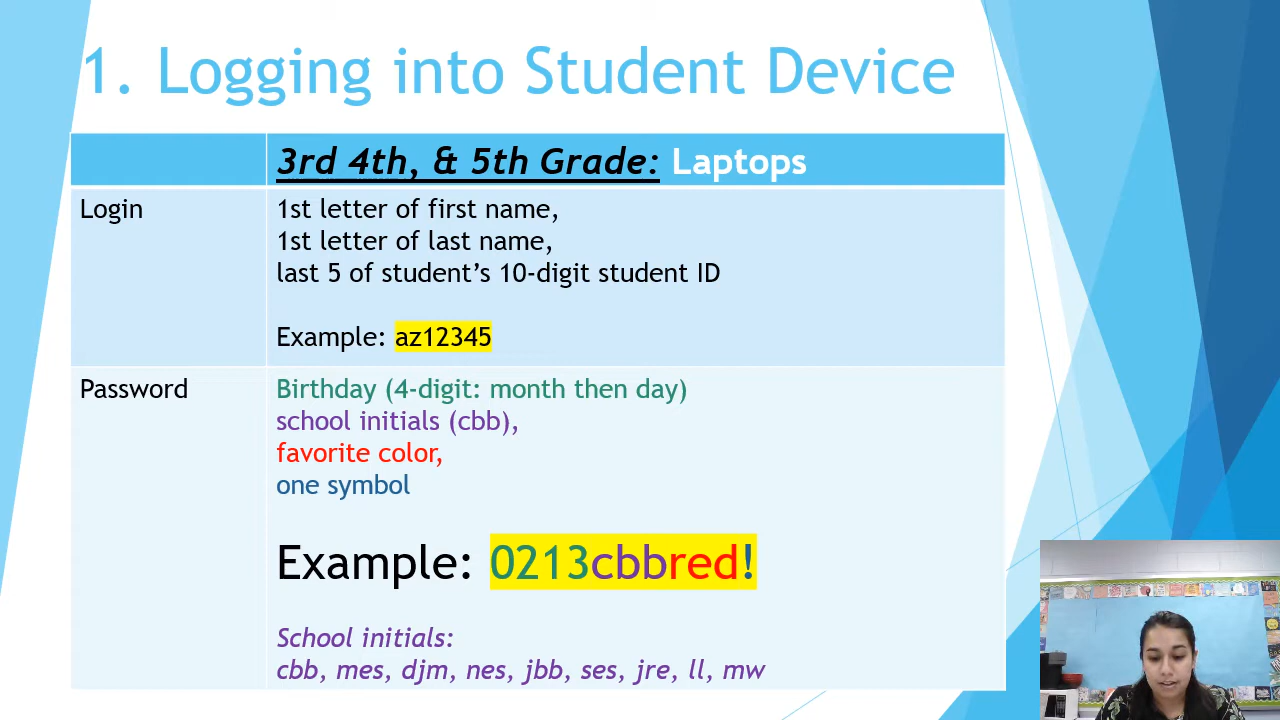 1. Logging into Student Device
3rd 4th, & 5th Grade: Laptops
Login
1st letter of first name,
1st letter of last name,
last 5 of student’s 10-digit student ID
Example: az12345
Password
Birthday (4-digit: month then day)
school initials (cbb),
favorite color,
one symbol
Example: 0213cbbred!
School initials:
cbb, mes, djm, nes, jbb, ses, jre, ll, mw